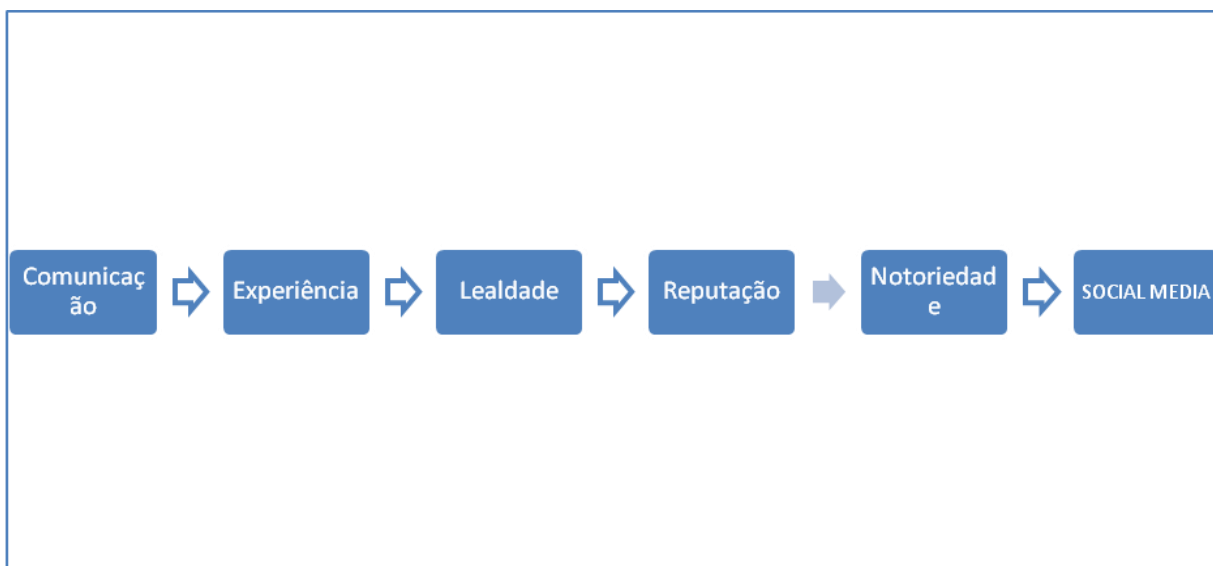 Comunicaç
ão
Experiência
Lealdade
Reputação
Notoriedad
e
SOCIAL MEDIA